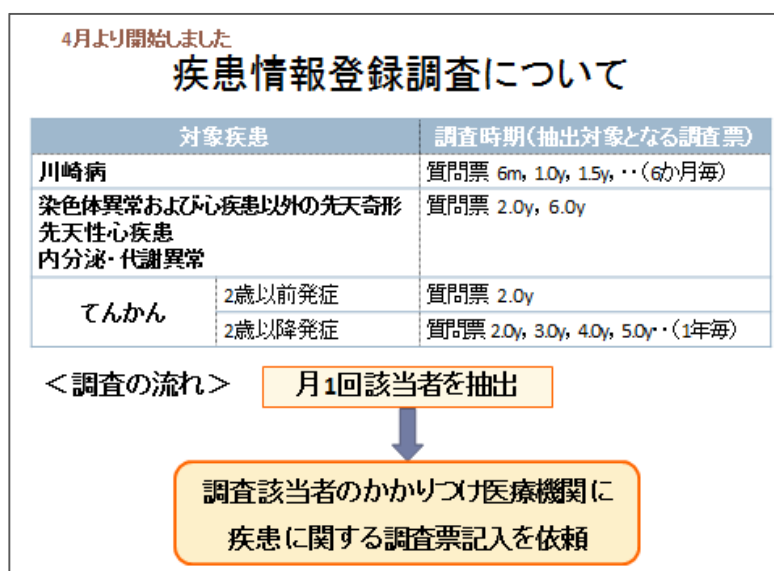 4月より開始しました
疾患情報登録調査について
対象疾患
調査時期(抽出対象となる調査票)
川崎病
質問票 6m, 1.0y, 1.5y, ‥(6か月毎)
染色体異常および心疾患以外の先天奇形
先天性心疾患
内分泌・代謝異常
質問票 2.0y, 6.0y
てんかん
2歳以前発症
質問票 2.0y
2歳以降発症
質問票 2.0y, 3.0y, 4.0y, 5.0y‥(1年毎)
<調査の流れ>
月1回該当者を抽出
調査該当者のかかりつけ医療機関に
疾患に関する調査票記入を依頼